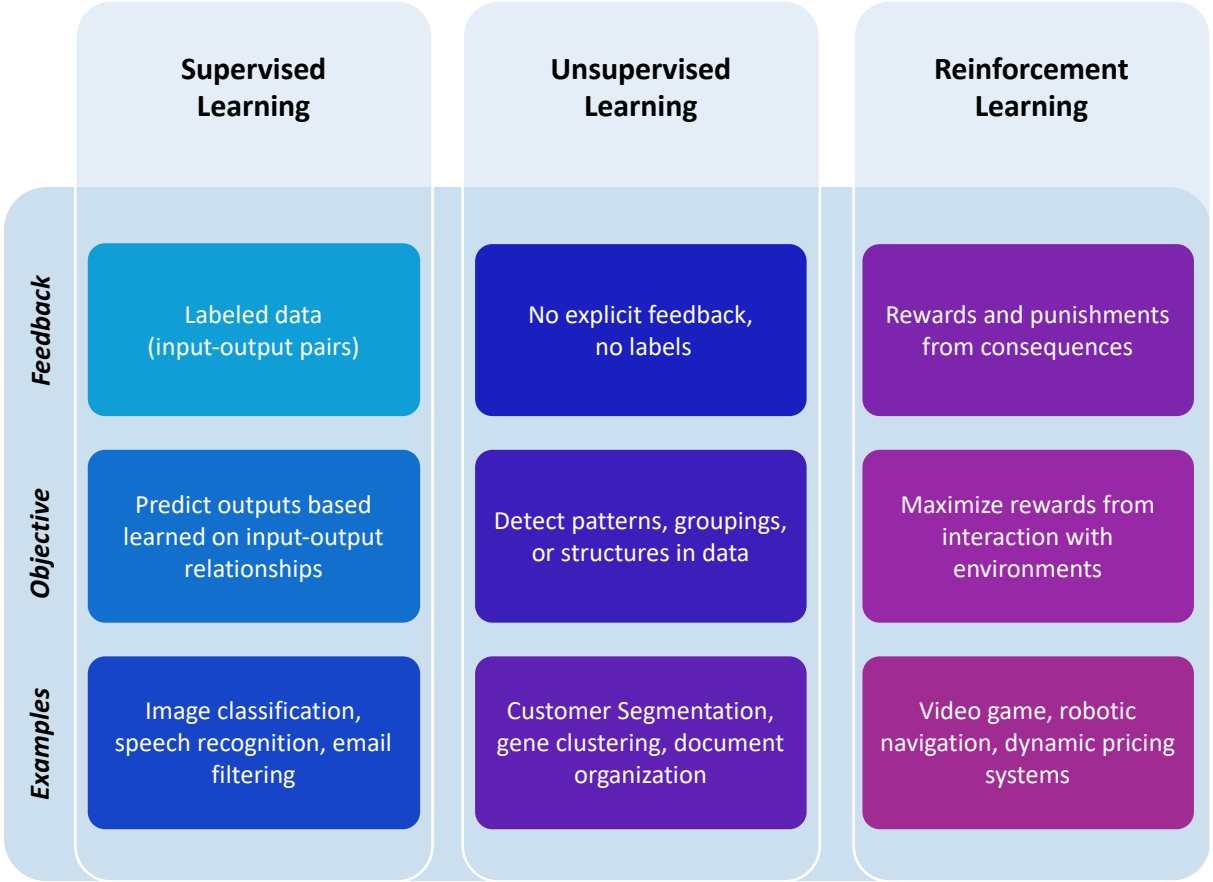 Supervised
Learning
Unsupervised
Learning
Reinforcement
Learning
Feedback
Labeled data
(input-output pairs)
No explicit feedback,
no labels
Rewards and punishments
from consequences
Objective
Predict outputs based
learned on input-output
relationships
Detect patterns, groupings,
or structures in data
Maximize rewards from
interaction with
environments
Examples
Image classification,
speech recognition, email
filtering
Customer Segmentation,
gene clustering, document
organization
Video game, robotic
navigation, dynamic pricing
systems